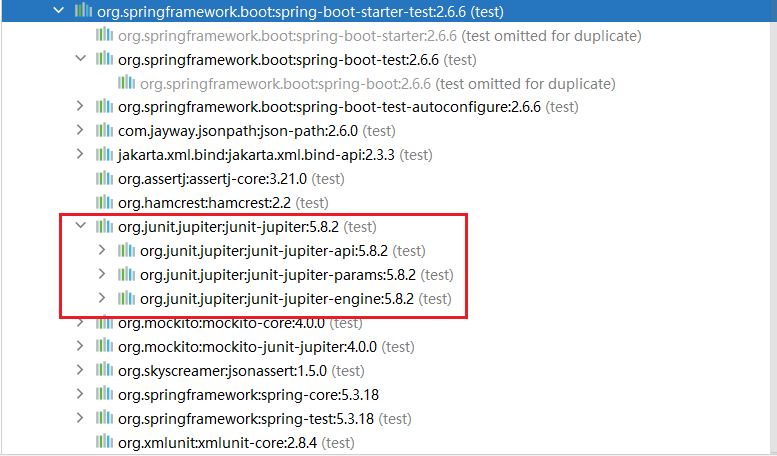 org.springframework.boot:spring-boot-starter-test:2.6.6 (test)
org.springframework.boot:spring-boot-starter:2.6.6 (test omitted for duplicate)
org.springframework.boot:spring-boot-test:2.6.6 (test)
org.springframework.boot:spring-boot:2.6.6 (test omitted for duplicate)
org.springframework.boot:spring-boot-test-autoconfigure:2.6.6 (test)
com.jayway.jsonpath:json-path:2.6.0 (test)
jakarta.xml.bind:jakarta.xml.bind-api:2.3.3 (test)
org.assertj:assertj-core:3.21.0 (test)
org.hamcrest:hamcrest:2.2 (test)
org.junit.jupiter:junit-jupiter:5.8.2 (test)
org.junit.jupiter:junit-jupiter-api:5.8.2 (test)
org.junit.jupiter:junit-jupiter-params:5.8.2 (test)
org.junit.jupiter:junit-jupiter-engine:5.8.2 (test)
org.mockito:mockito-core:4.0.0 (test)
org.mockito:mockito-junit-jupiter:4.0.0 (test)
org.skyscreamer:jsonassert:1.5.0 (test)
org.springframework:spring-core:5.3.18
org.springframework:spring-test:5.3.18 (test)
org.xmlunit:xmlunit-core:2.8.4 (test)